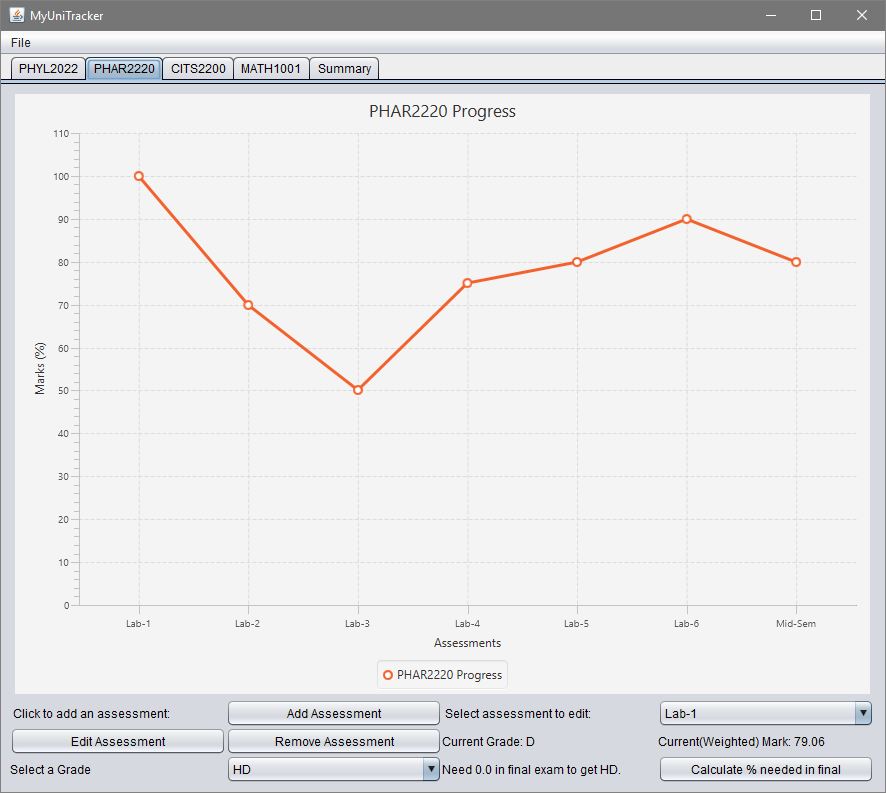 MyUniTracker
File
PHYL2022 PHAR2220 CITS2200 MATH1001 Summary
PHAR2220 Progress
110
100
90
80
70
60
50
40
30
20
10
0
Marks (%)
Lab-1 Lab-2 Lab-3 Lab-4 Lab-5 Lab-6 Mid-Sem
Assessments
PHAR2220 Progress
Click to add an assessment: Add Assessment Select assessment to edit: Lab-1
Edit Assessment Remove Assessment Current Grade: D Current(Weighted) Mark: 79.06
Select a Grade HD Need 0.0 in final exam to get HD. Calculate % needed in final